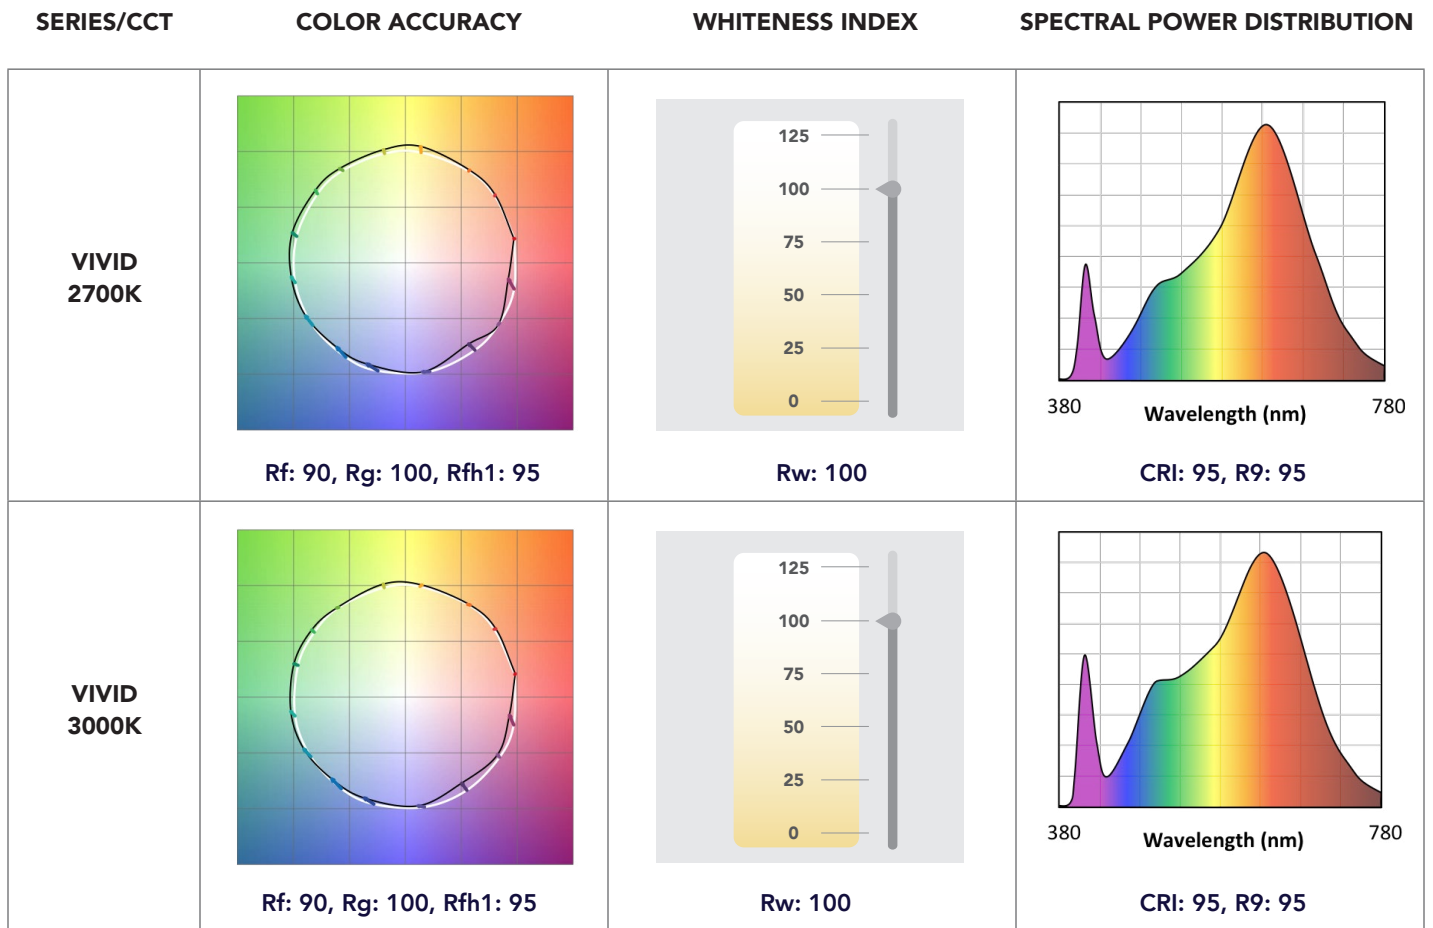 SERIES/CCT COLOR ACCURACY WHITENESS INDEX SPECTRAL POWER DISTRIBUTION
VIVID
2700K
125
100
75
50
25
0
380 780
Wavelength (nm)
Rf: 90, Rg: 100, Rfh1: 95 Rw: 100 CRI: 95, R9: 95
VIVID
3000K
125
100
75
50
25
0
380 780
Wavelength (nm)
Rf: 90, Rg: 100, Rfh1: 95 Rw: 100 CRI: 95, R9: 95